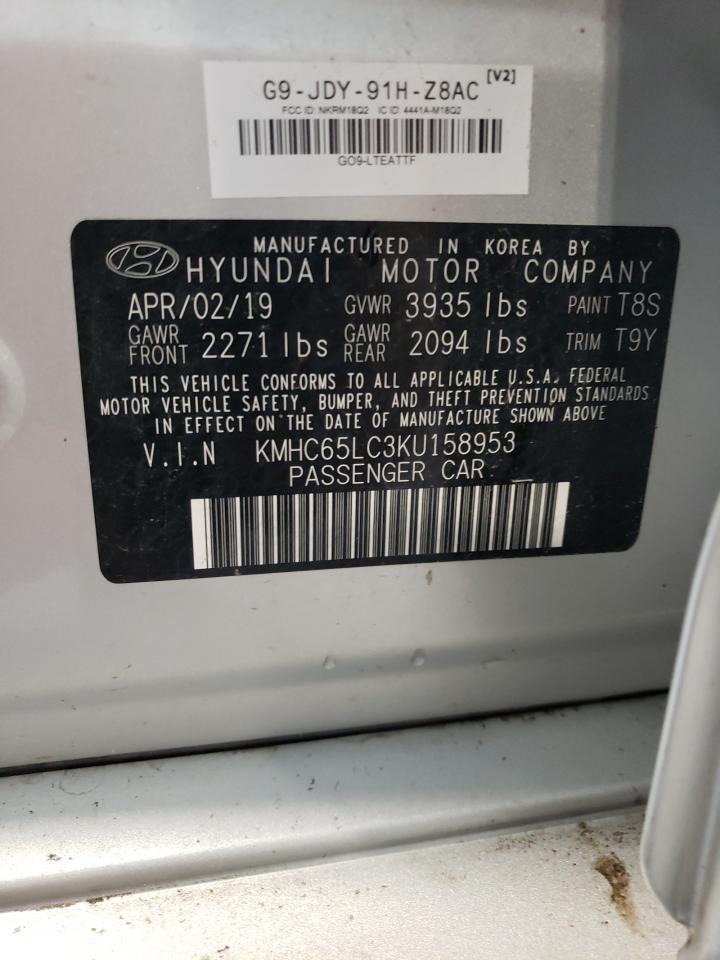 G9-JDY-91H-Z8AC [V2]
FCC ID: NKRM18Q2 IC ID: 4441A-M18Q2
GO9-LTEATTF
MANUFACTURED IN KOREA BY
HYUNDAI MOTOR COMPANY
APR/02/19 GVWR 3935 lbs PAINT T8S
GAWR FRONT 2271 lbs GAWR REAR 2094 lbs TRIM T9Y
THIS VEHICLE CONFORMS TO ALL APPLICABLE U.S.A. FEDERAL
MOTOR VEHICLE SAFETY, BUMPER, AND THEFT PREVENTION STANDARDS
IN EFFECT ON THE DATE OF MANUFACTURE SHOWN ABOVE
V.I.N KMHC65LC3KU158953
PASSENGER CAR